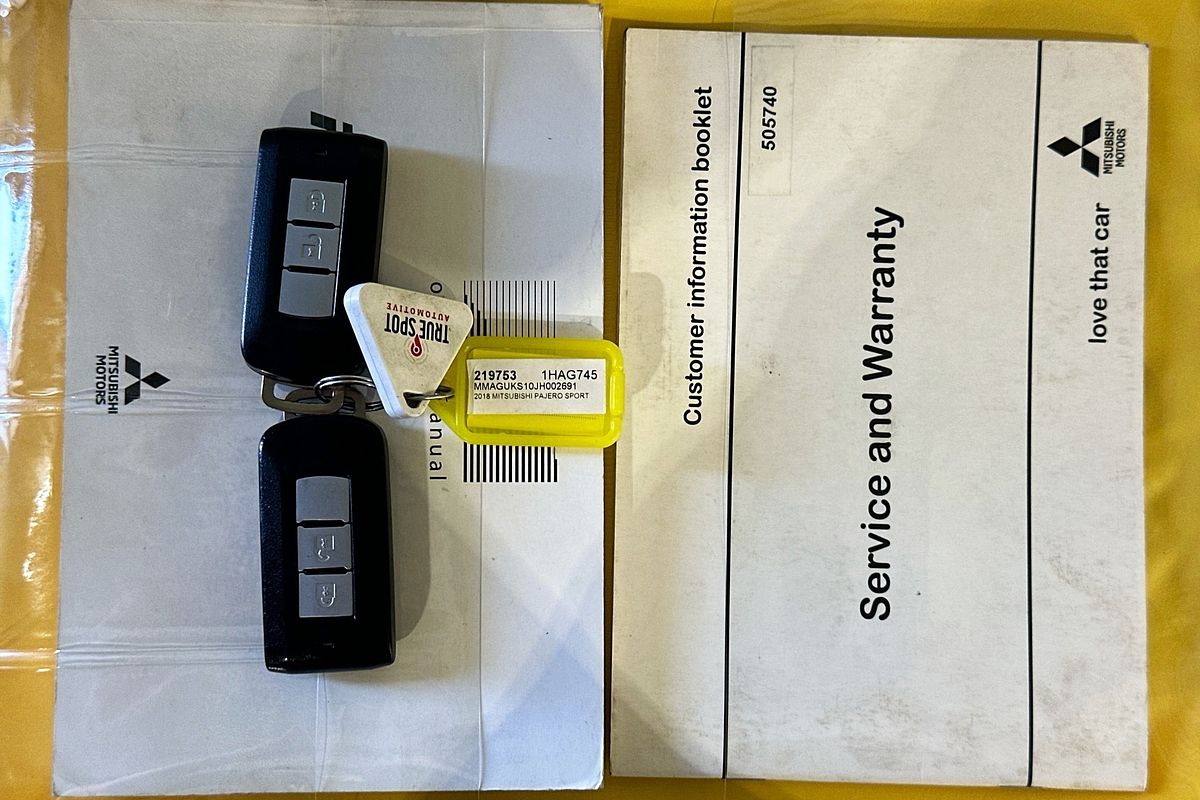 MITSUBISHI
MOTORS
o
anual
TRUE SPOT
AUTOMOTIVE
219753 1HAG745
MMAGUKS10JH002691
2018 MITSUBISHI PAJERO SPORT
Customer information booklet
505740
Service and Warranty
MITSUBISHI
MOTORS
love that car